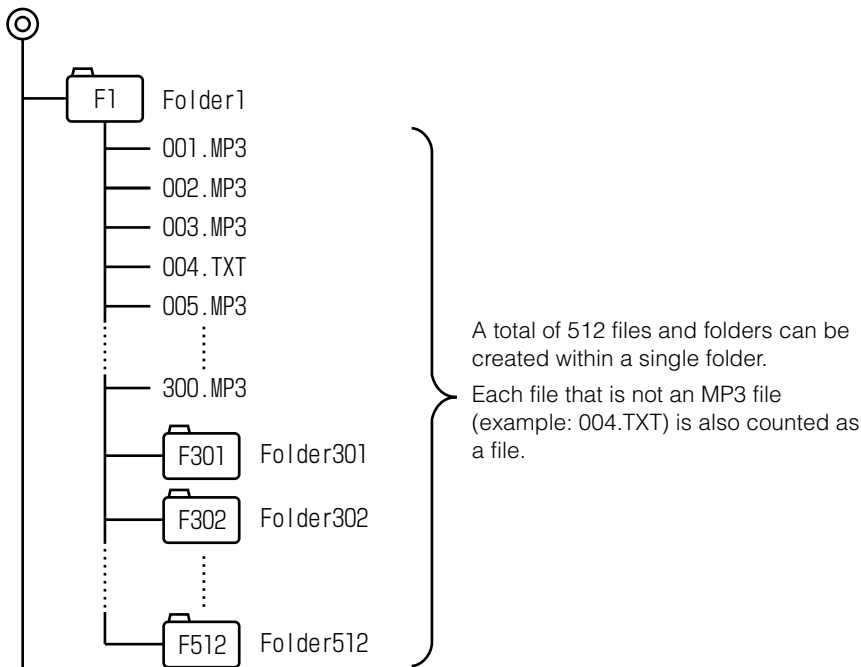 F1 Folder1
001.MP3
002.MP3
003.MP3
004.TXT
005.MP3
300.MP3
F301 Folder301
F302 Folder302
F512 Folder512
A total of 512 files and folders can be
created within a single folder.
Each file that is not an MP3 file
(example: 004.TXT) is also counted as
a file.